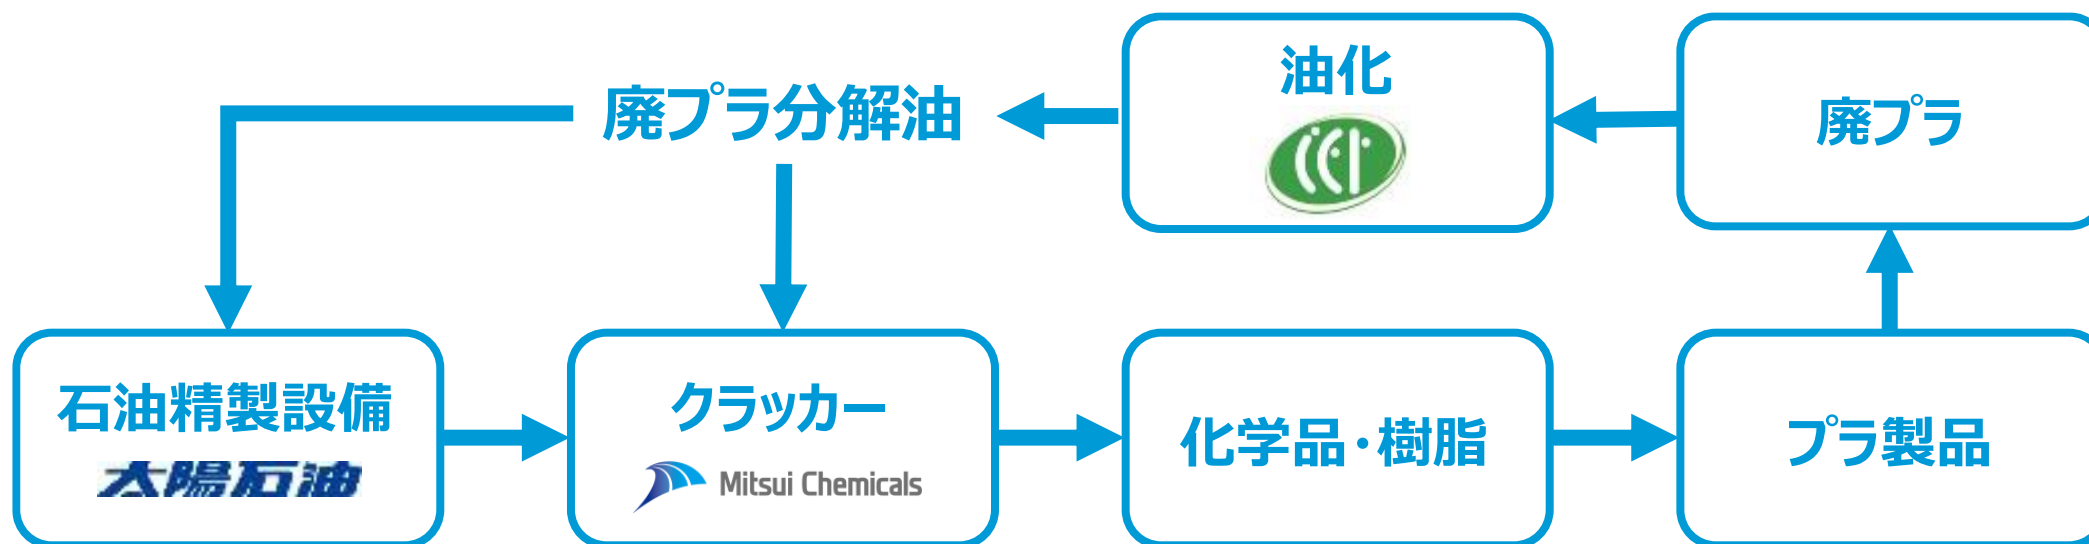 油化
廃プラ分解油
廃プラ
石油精製設備
太陽石油
クラッカー
Mitsui Chemicals
化学品・樹脂
プラ製品